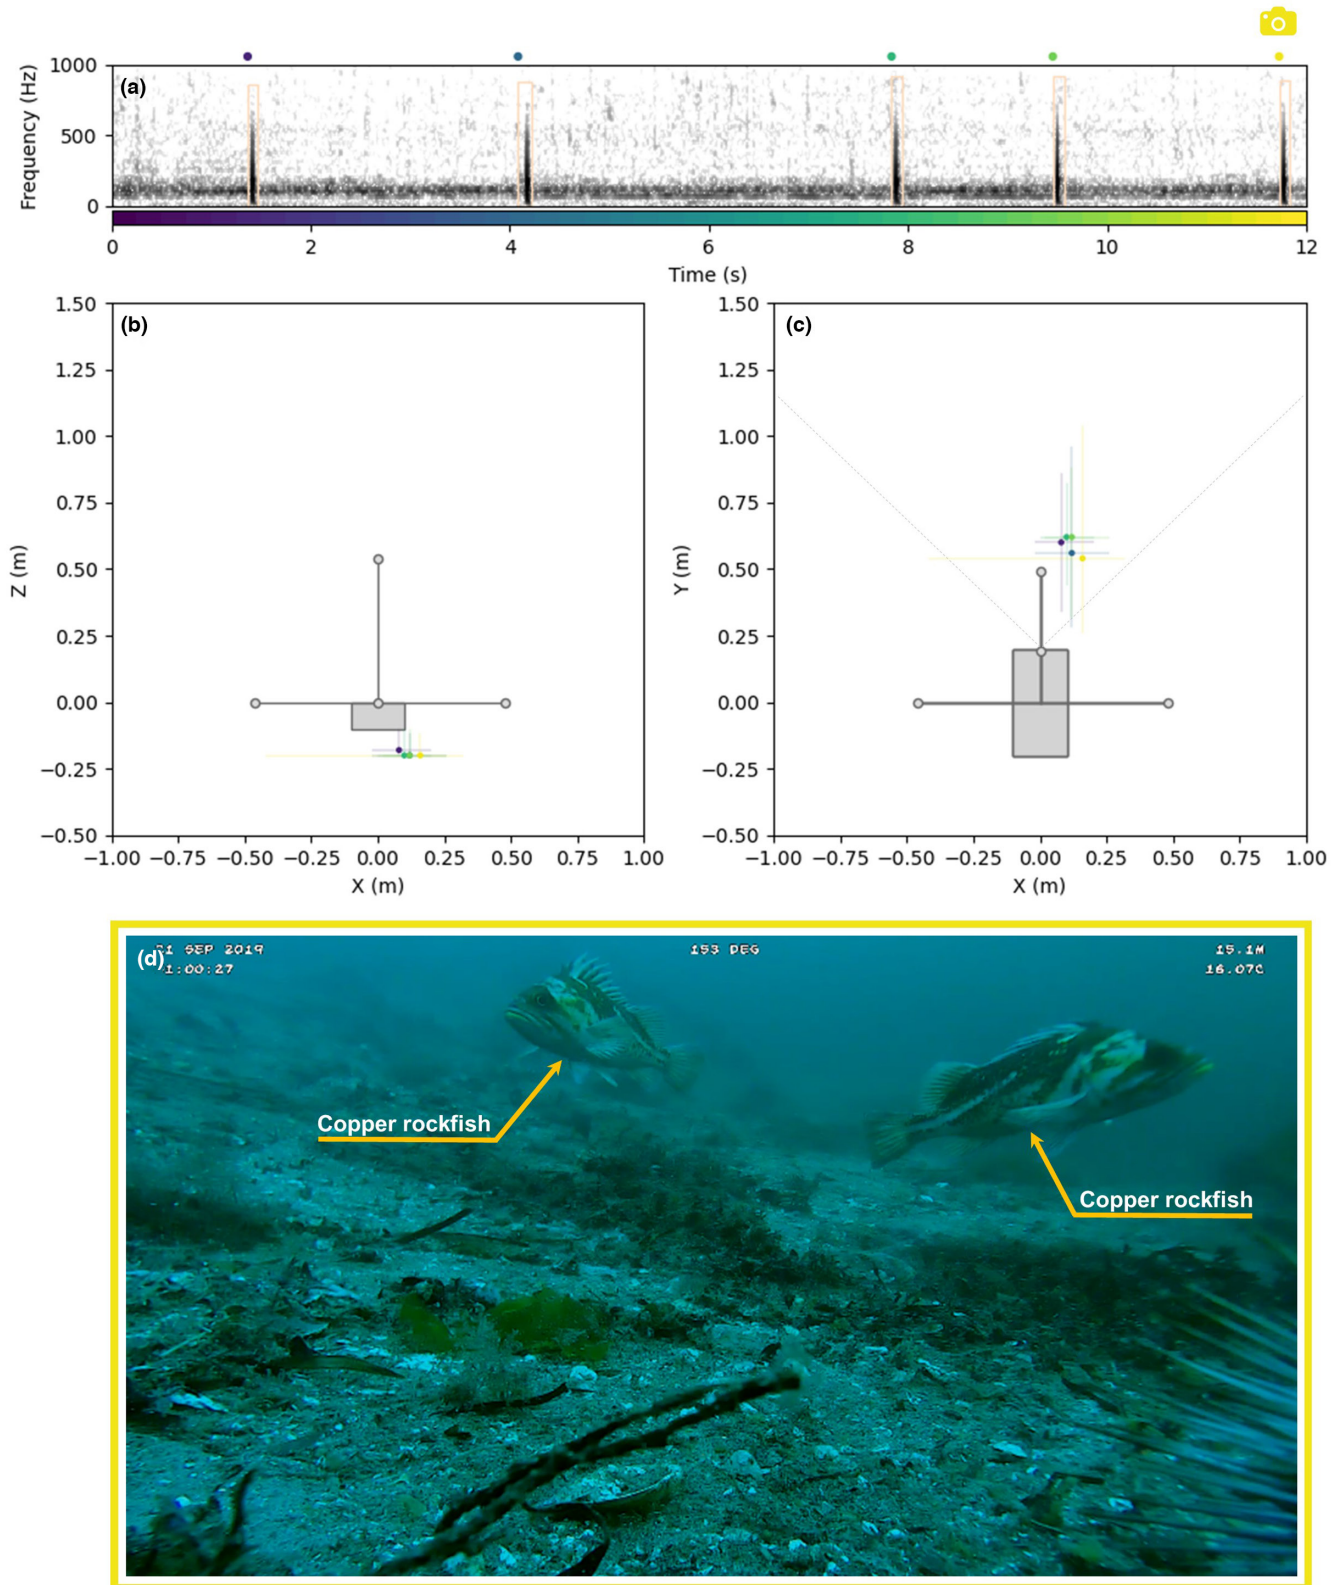 1000
(a)
Frequency (Hz)
500
0
0 2 4 6 8 10 12
Time (s)
1.50 1.50
(b) (c)
1.25 1.25
1.00 1.00
0.75 0.75
Z (m) Y (m)
0.50 0.50
0.25 0.25
0.00 0.00
−0.25 −0.25
−0.50 −0.50
−1.00 −0.75 −0.50 −0.25 0.00 0.25 0.50 0.75 1.00 −1.00 −0.75 −0.50 −0.25 0.00 0.25 0.50 0.75 1.00
X (m) X (m)
(d) SEP 2019 153 DEG 15.1M
1:00:27 16.07C
Copper rockfish
Copper rockfish